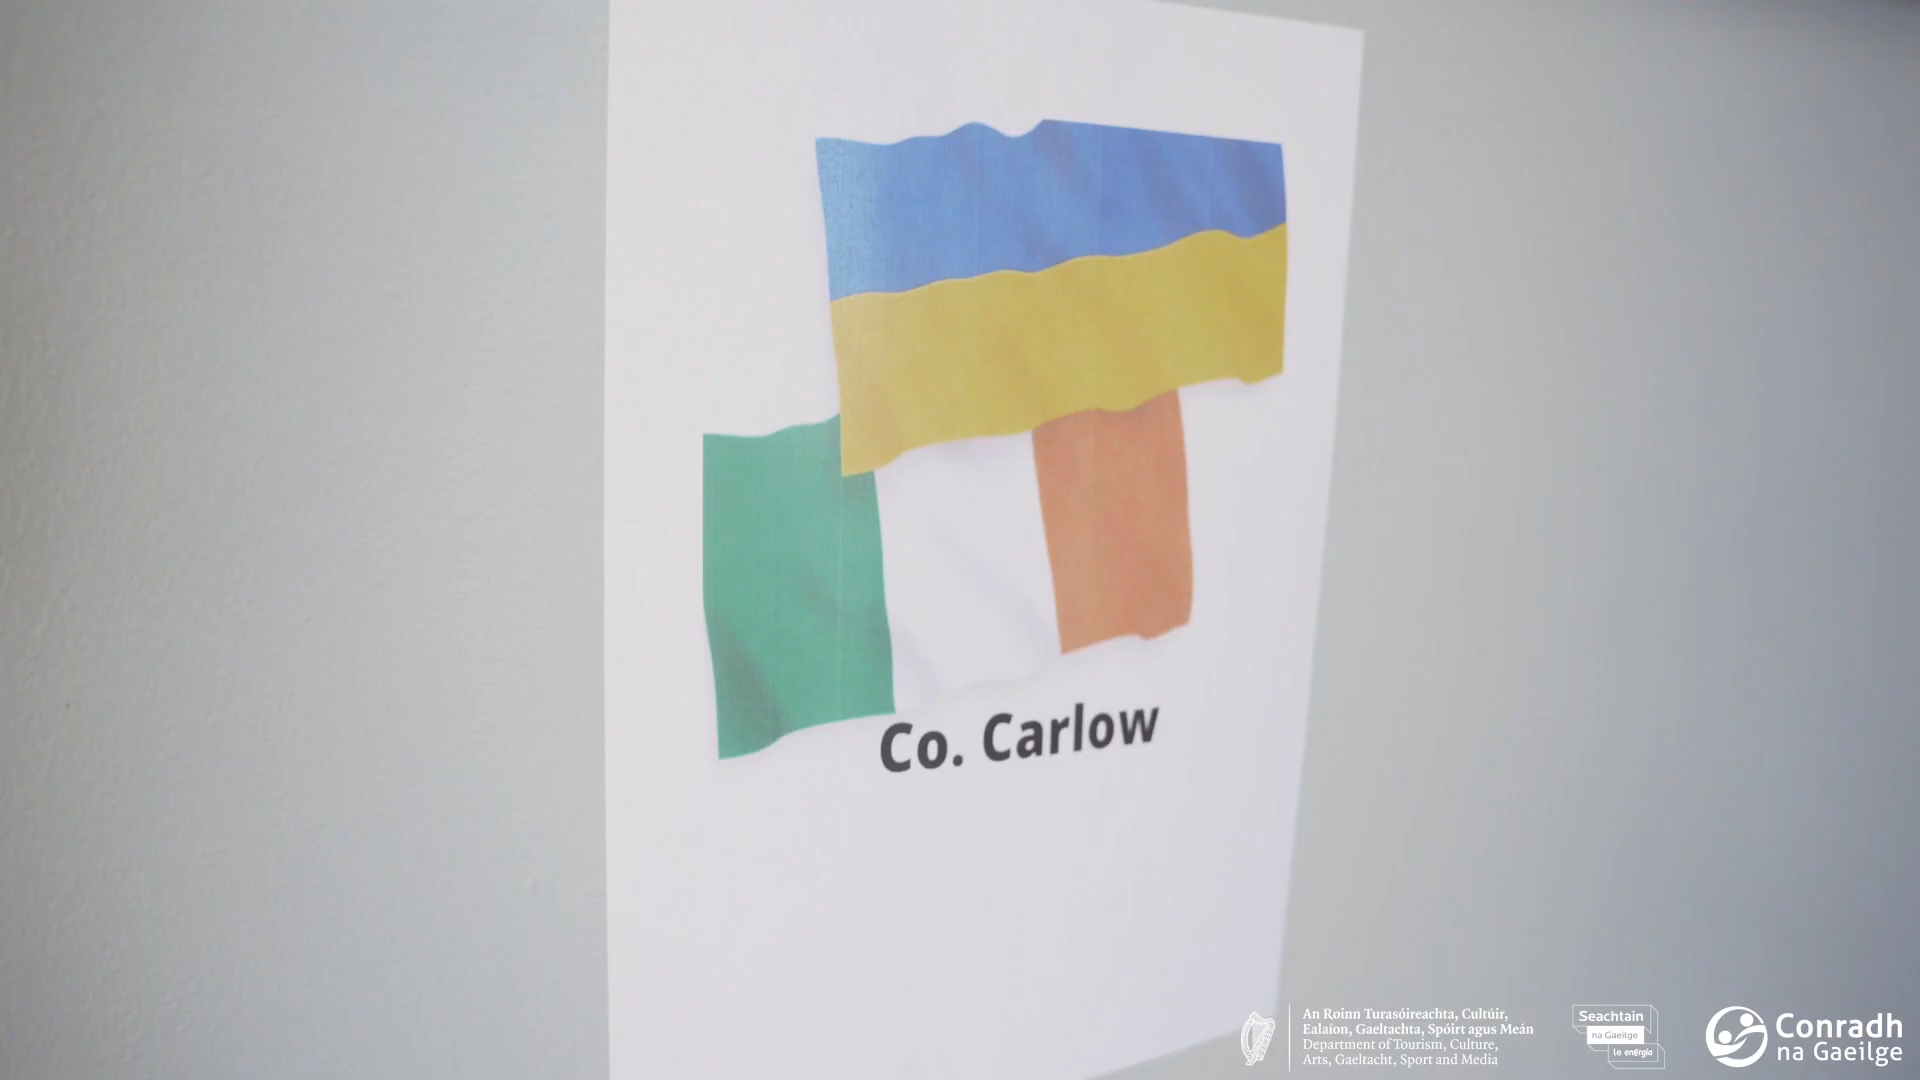 Co. Carlow
An Roinn Turasóireachta, Cultúir,
Ealaíon, Gaeltachta, Spóirt agus Meán
Department of Tourism, Culture,
Arts, Gaeltacht, Sport and Media
Seachtain
na Gaeilge
le enérgia
Conradh
na Gaeilge